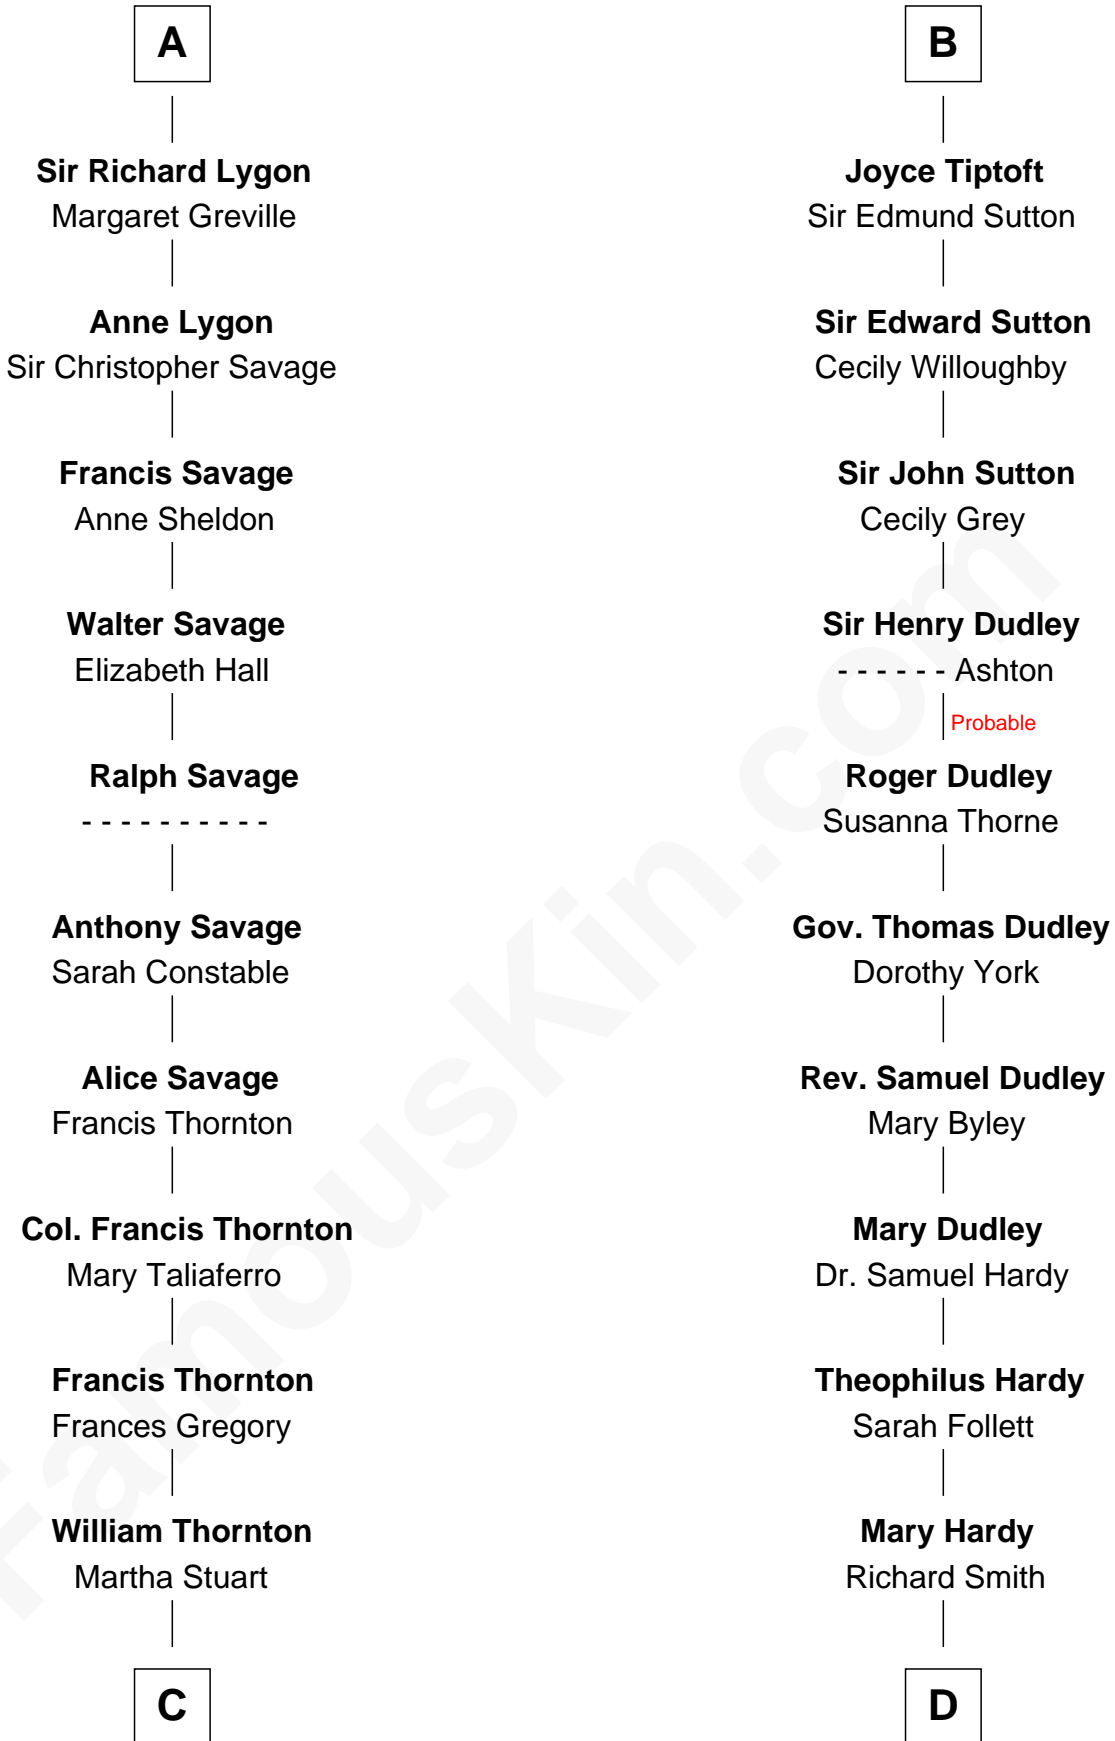 A
Sir Richard Lygon
Margaret Greville
Anne Lygon
Sir Christopher Savage
Francis Savage
Anne Sheldon
Walter Savage
Elizabeth Hall
Ralph Savage
- - - - - - - - - -
Anthony Savage
Sarah Constable
Alice Savage
Francis Thornton
Col. Francis Thornton
Mary Taliaferro
Francis Thornton
Frances Gregory
William Thornton
Martha Stuart
C
B
Joyce Tiptoft
Sir Edmund Sutton
Sir Edward Sutton
Cecily Willoughby
Sir John Sutton
Cecily Grey
Sir Henry Dudley
- - - - - - Ashton
Probable
Roger Dudley
Susanna Thorne
Gov. Thomas Dudley
Dorothy York
Rev. Samuel Dudley
Mary Byley
Mary Dudley
Dr. Samuel Hardy
Theophilus Hardy
Sarah Follett
Mary Hardy
Richard Smith
D
FamousKin.com